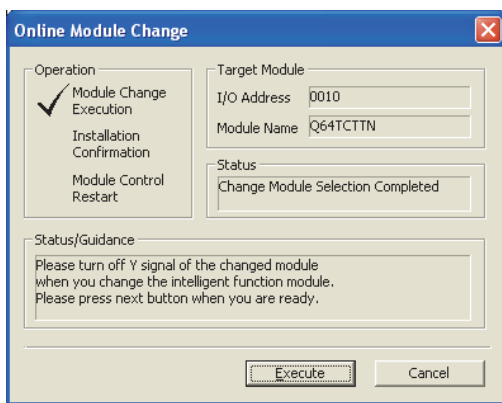 Online Module Change
Operation
Module Change
Execution
Installation
Confirmation
Module Control
Restart
Target Module
I/O Address 0010
Module Name Q64TCTTN
Status
Change Module Selection Completed
Status/Guidance
Please turn off Y signal of the changed module
when you change the intelligent function module.
Please press next button when you are ready.
Execute
Cancel